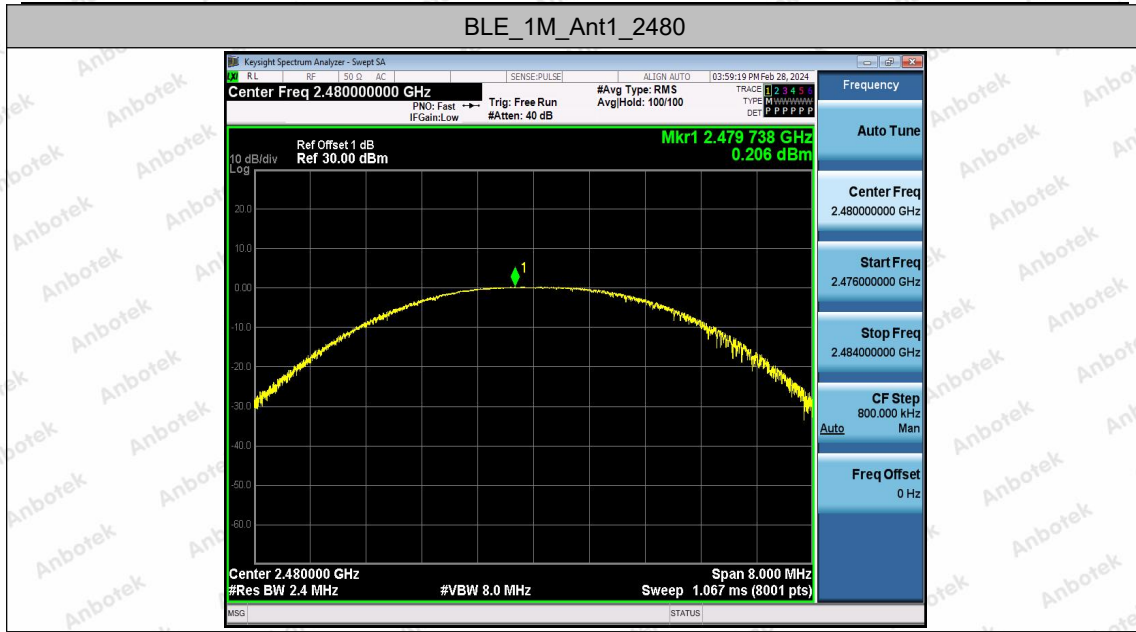 BLE_1M_Ant1_2480
Keysight Spectrum Analyzer - Swept SA
RL RF 50 Ω AC SENSE:PULSE ALIGN AUTO 03:59:19 PM Feb 28, 2024
Center Freq 2.480000000 GHz
PNO: Fast
IFGain:Low
Trig: Free Run
#Atten: 40 dB
#Avg Type: RMS
Avg|Hold: 100/100
TRACE 1 2 3 4 5 6
TYPE M W W W W W
DET P P P P P P
Frequency
Auto Tune
Center Freq
2.480000000 GHz
Start Freq
2.476000000 GHz
Stop Freq
2.484000000 GHz
CF Step
800.000 kHz
Auto Man
Freq Offset
0 Hz
Mkr1 2.479 738 GHz
0.206 dBm
Ref Offset 1 dB
10 dB/div Ref 30.00 dBm
Log
20.0
10.0
1
0.00
-10.0
-20.0
-30.0
-40.0
-50.0
-60.0
Center 2.480000 GHz Span 8.000 MHz
#Res BW 2.4 MHz #VBW 8.0 MHz Sweep 1.067 ms (8001 pts)
MSG STATUS
Anbotek